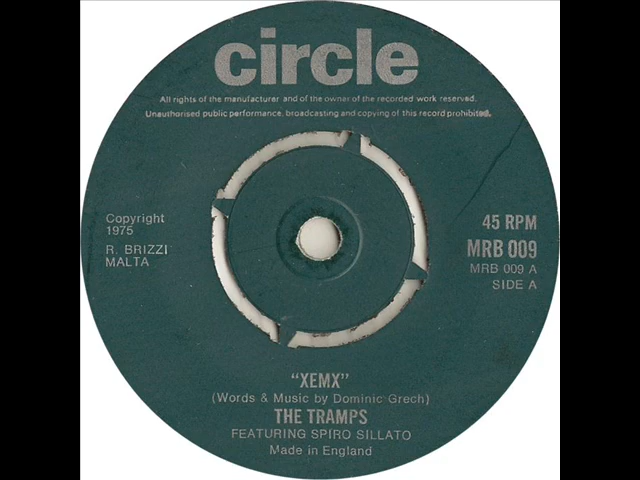 circle
All rights of the manufacturer and of the owner of the recorded work reserved.
Unauthorised public performance, broadcasting and copying of this record prohibited.
Copyright
1975
R. BRIZZI
MALTA
45 RPM
MRB 009
MRB 009 A
SIDE A
“XEMX”
(Words & Music by Dominic Grech)
THE TRAMPS
FEATURING SPIRO SILLATO
Made in England